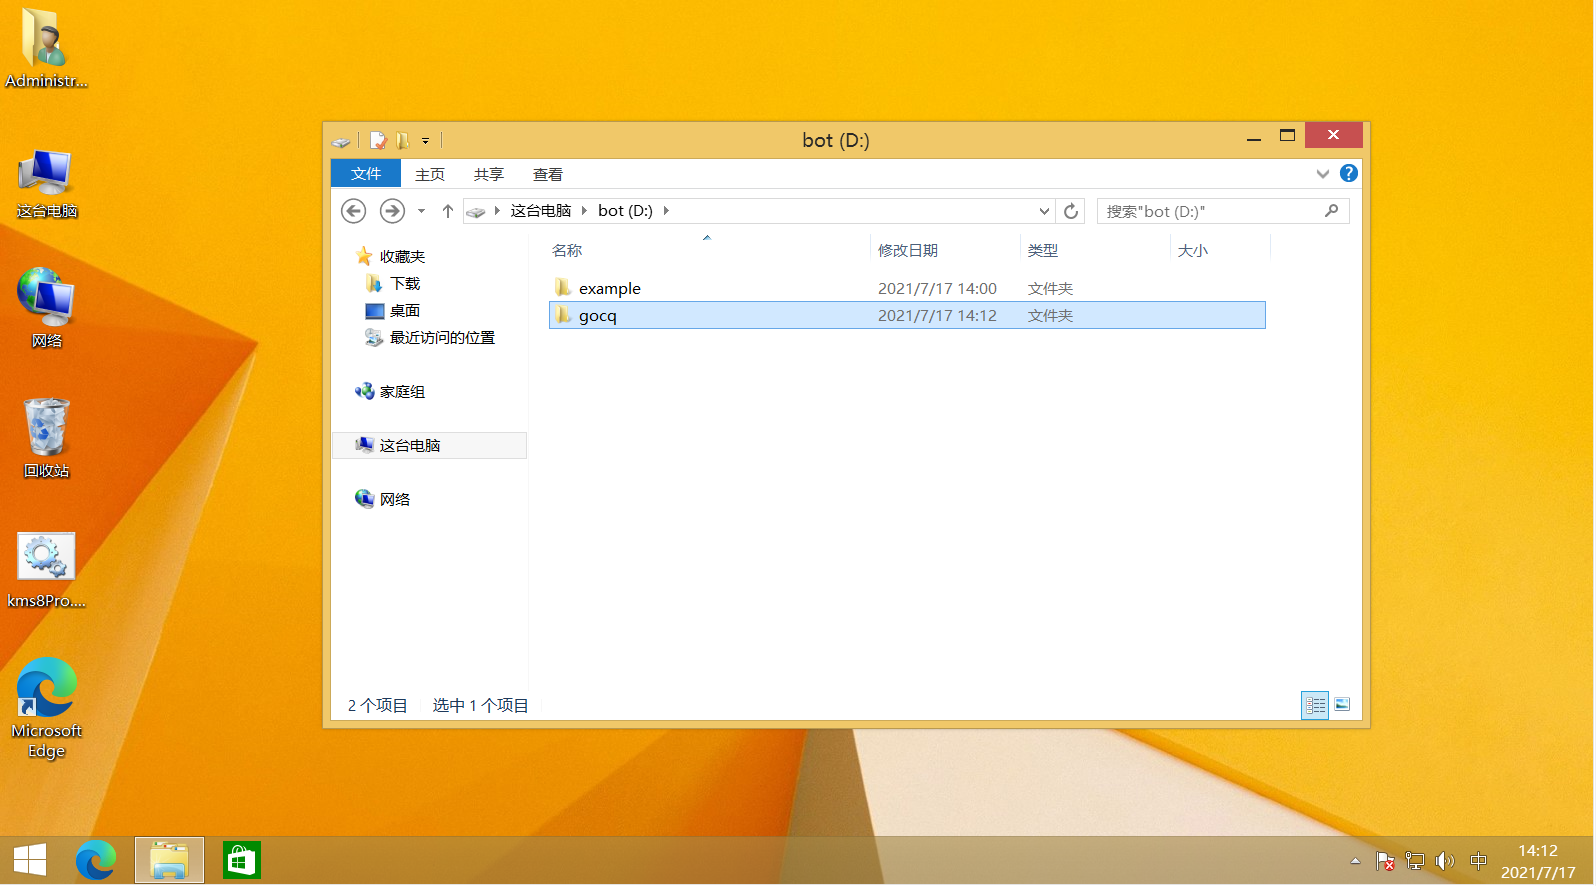 Administr...
这台电脑
网络
回收站
kms8Pro....
Microsoft
Edge
bot (D:)
文件 主页 共享 查看
这台电脑 bot (D:)
搜索"bot (D:)"
收藏夹
下载
桌面
最近访问的位置
家庭组
这台电脑
网络
名称 修改日期 类型 大小
example 2021/7/17 14:00 文件夹
gocq 2021/7/17 14:12 文件夹
2 个项目 选中 1 个项目
中
14:12
2021/7/17